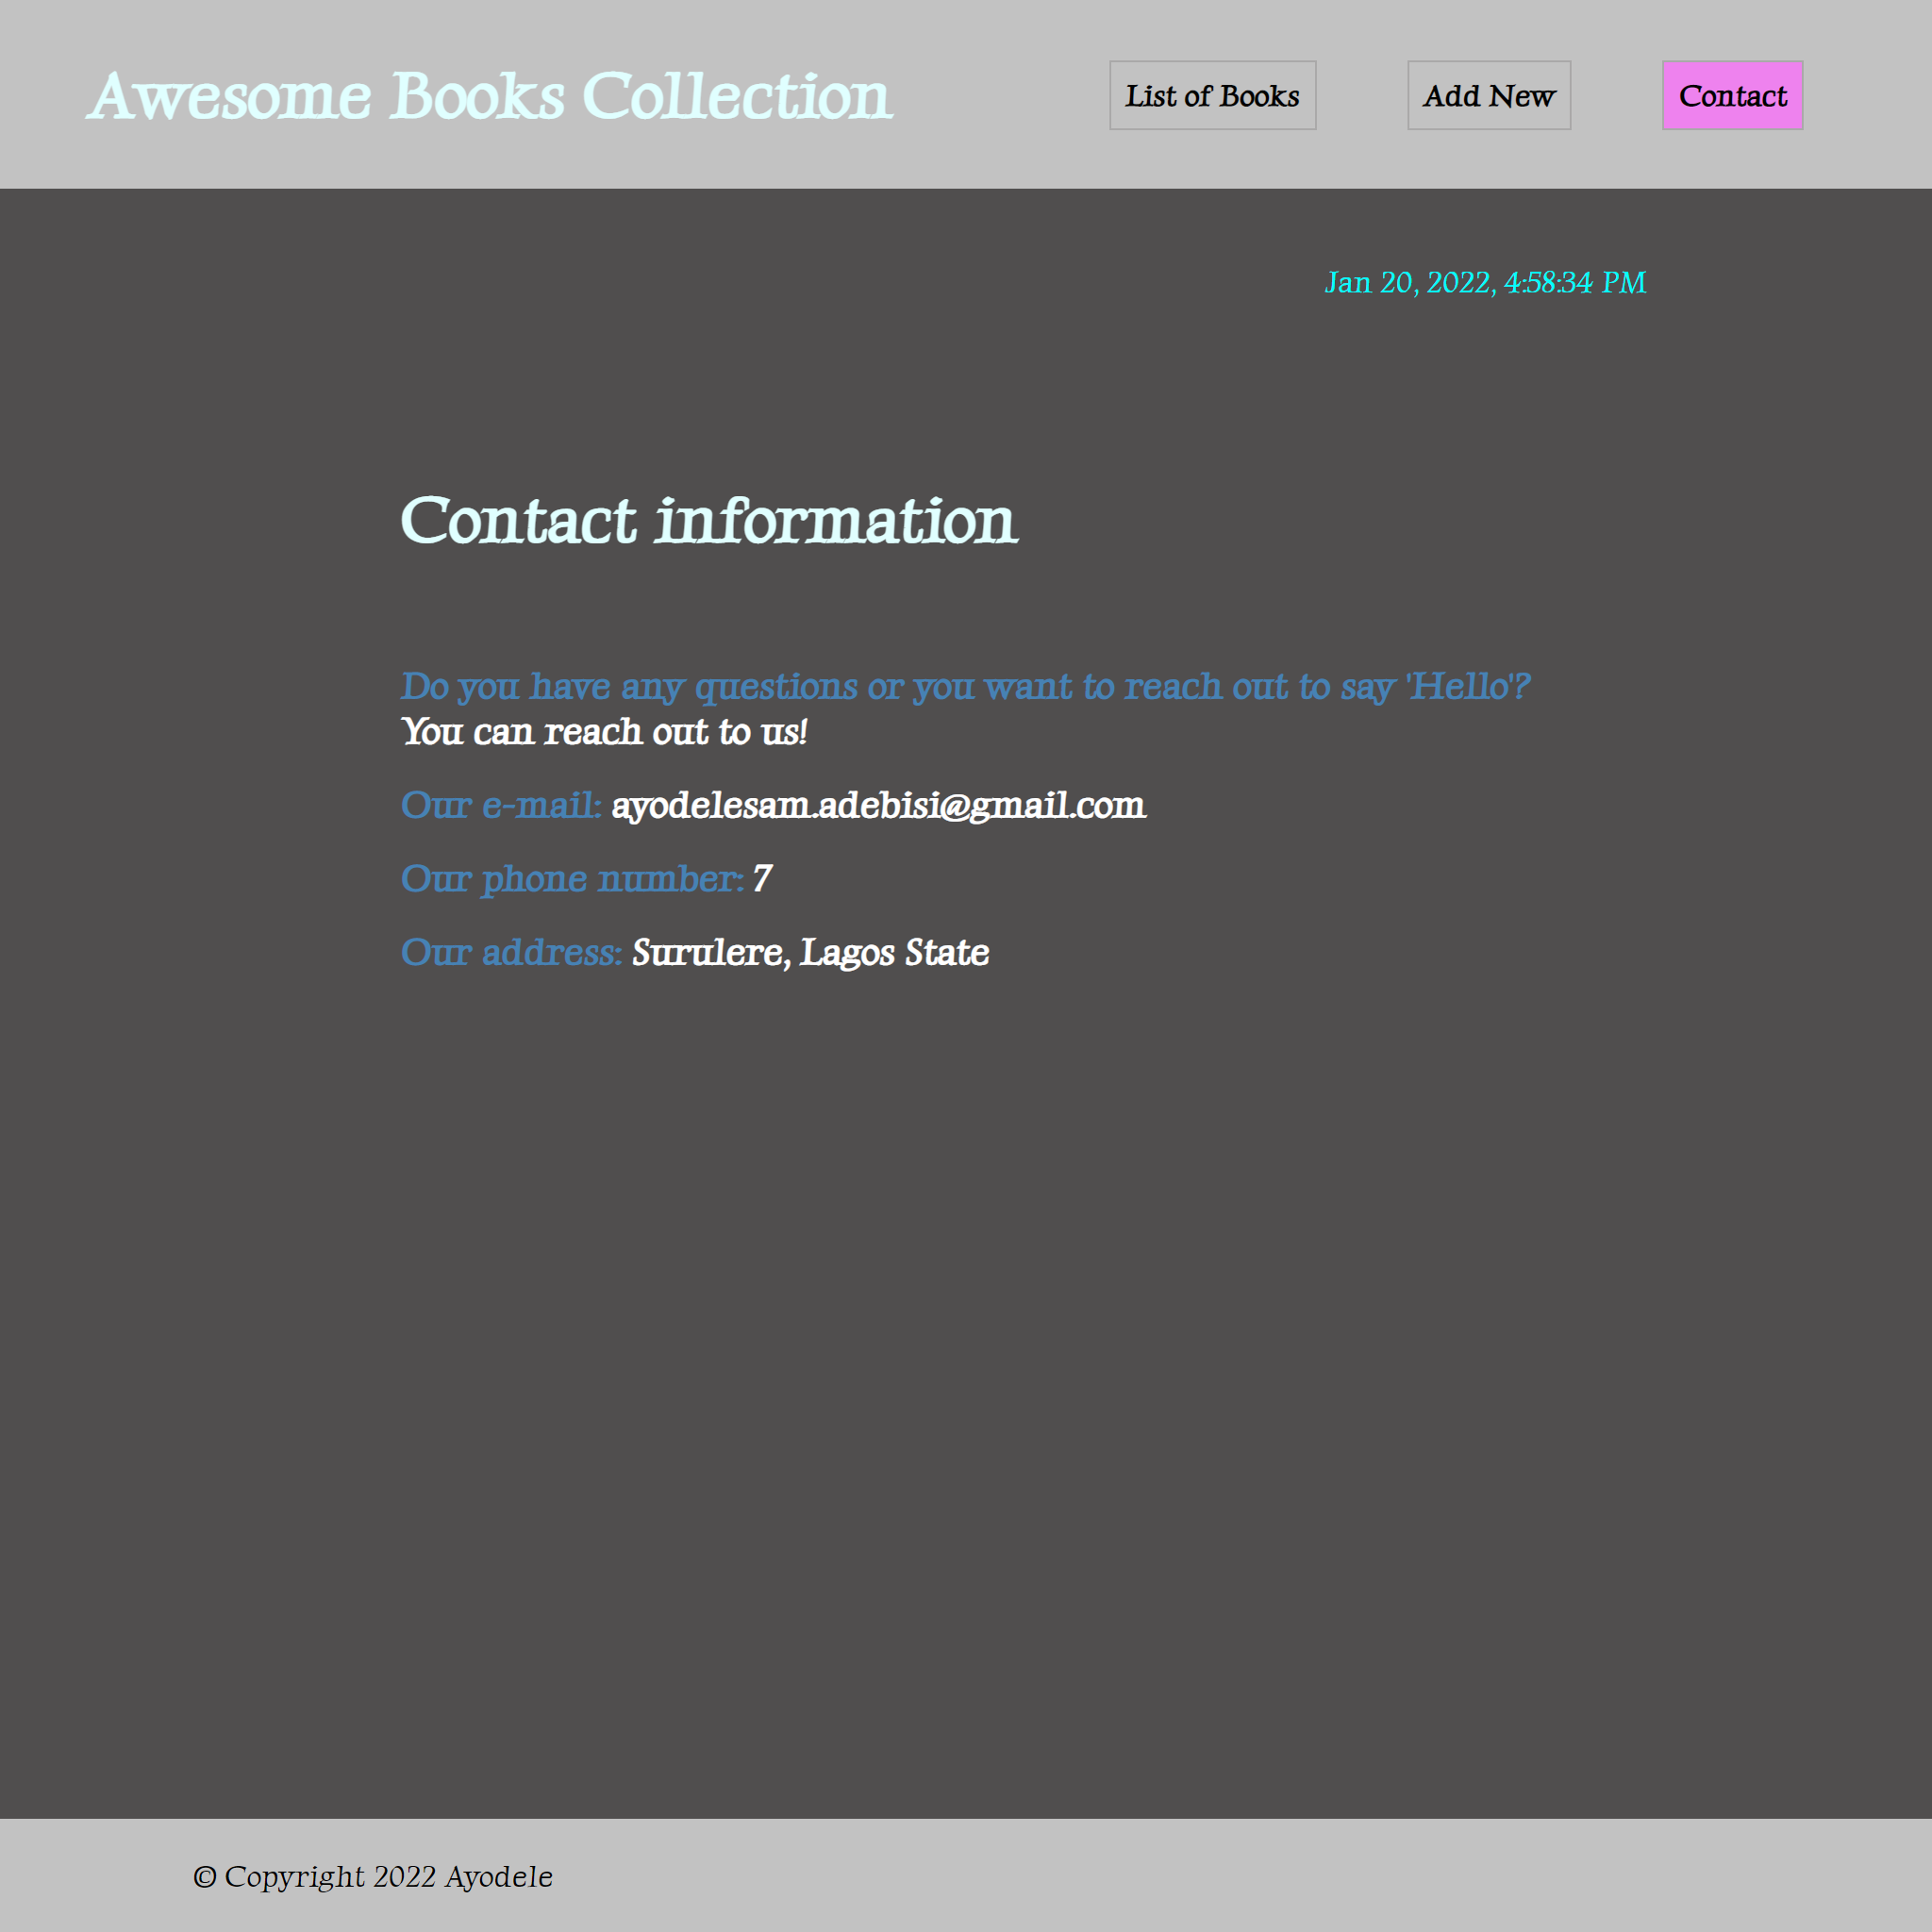 Awesome Books Collection
List of Books
Add New
Contact
Jan 20, 2022, 4:58:34 PM
Contact information
Do you have any questions or you want to reach out to say 'Hello'?
You can reach out to us!
Our e-mail: ayodelesam.adebisi@gmail.com
Our phone number: 7
Our address: Surulere, Lagos State
© Copyright 2022 Ayodele